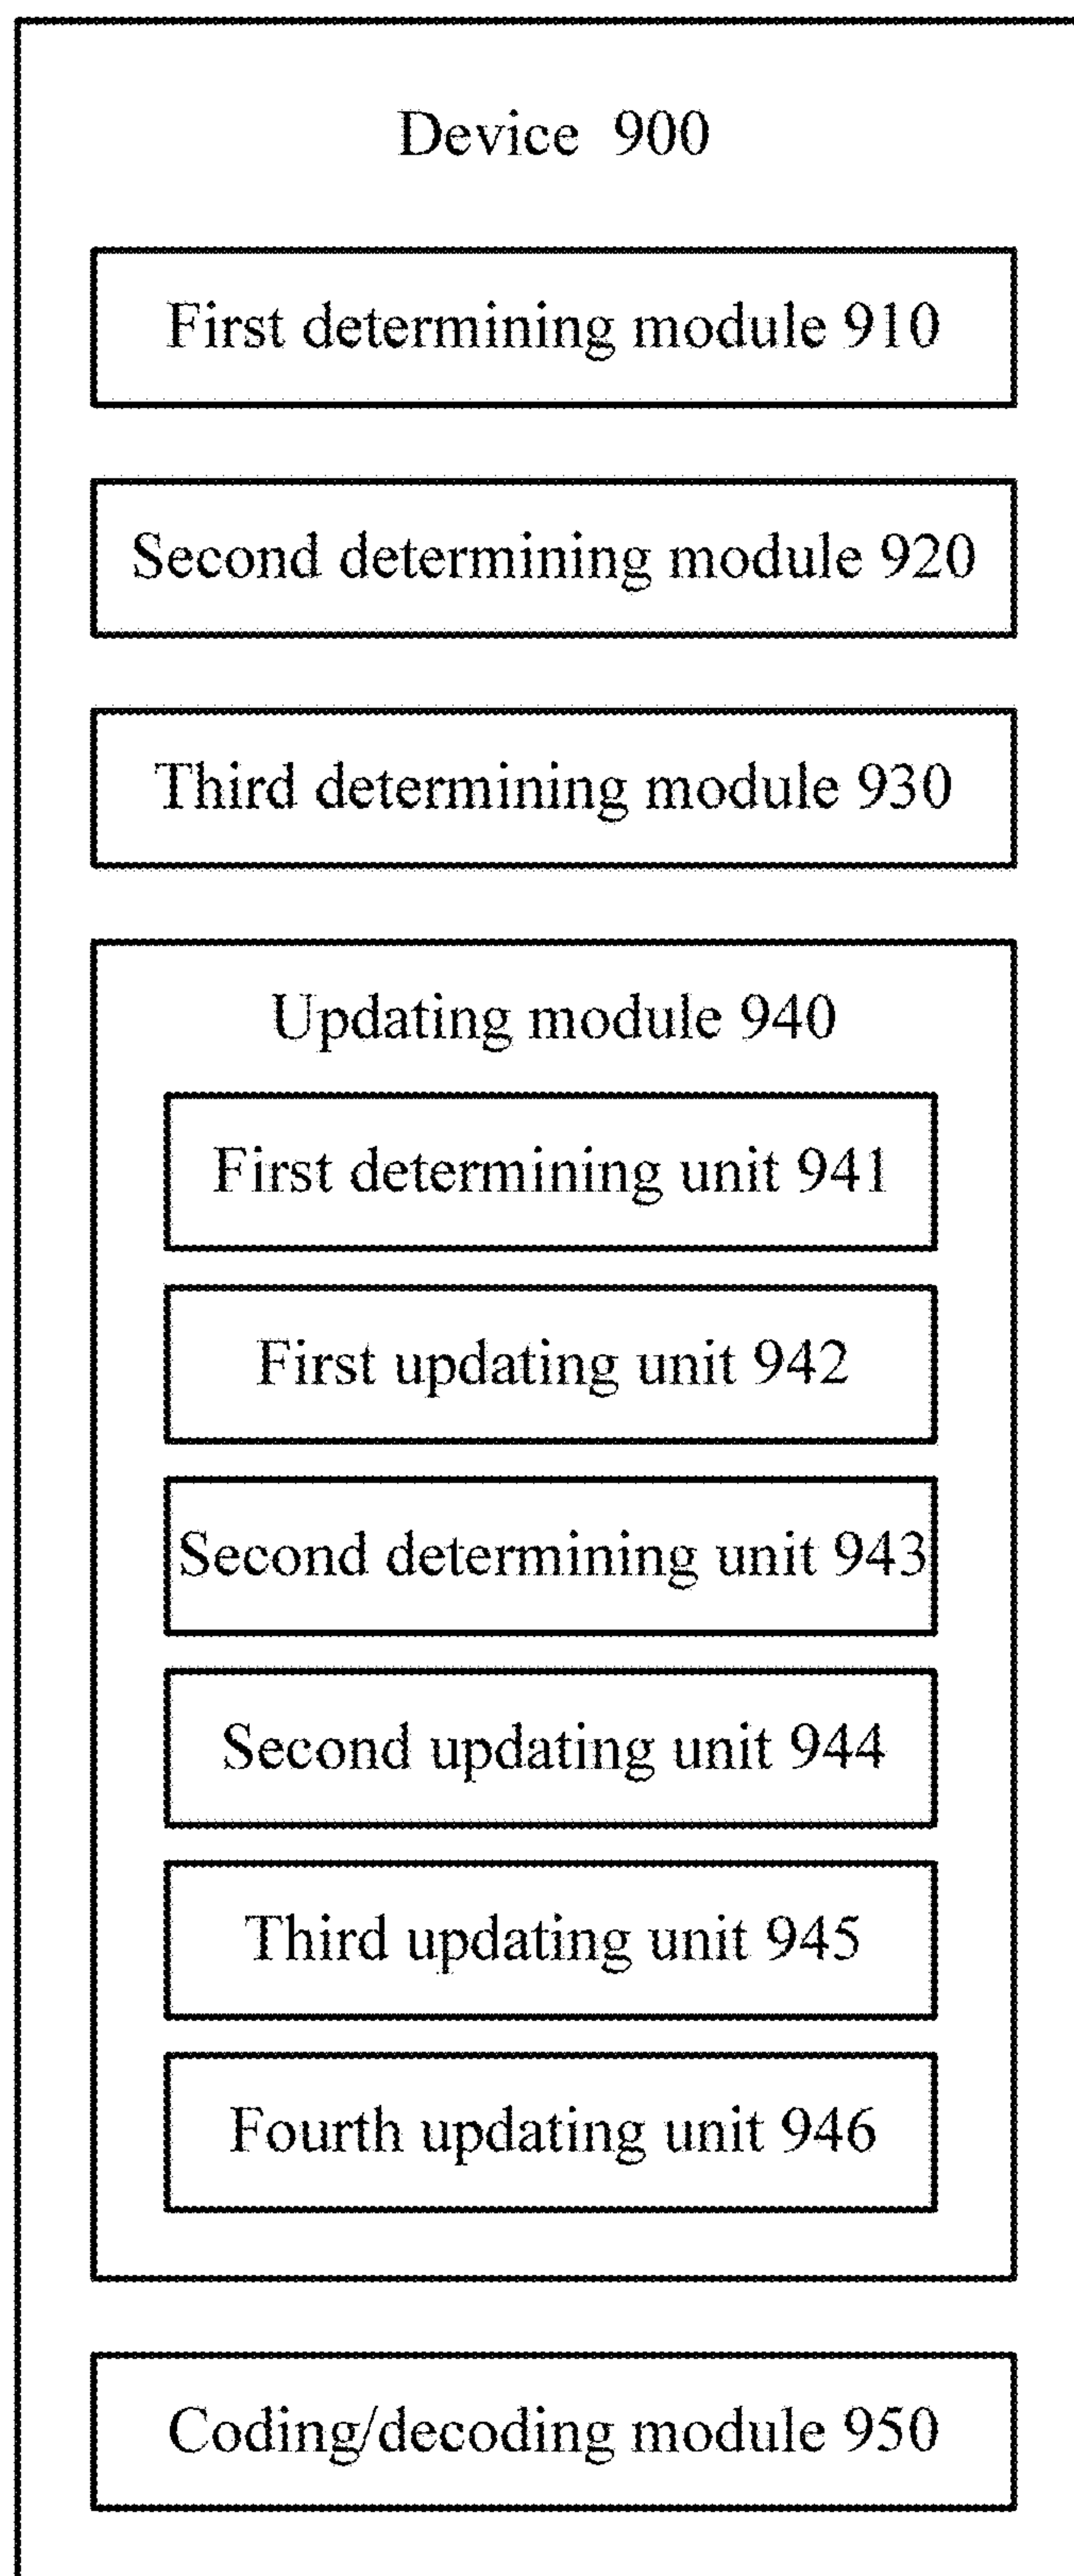 Device 900
First determining module 910
Second determining module 920
Third determining module 930
Updating module 940
First determining unit 941
First updating unit 942
Second determining unit 943
Second updating unit 944
Third updating unit 945
Fourth updating unit 946
Coding/decoding module 950